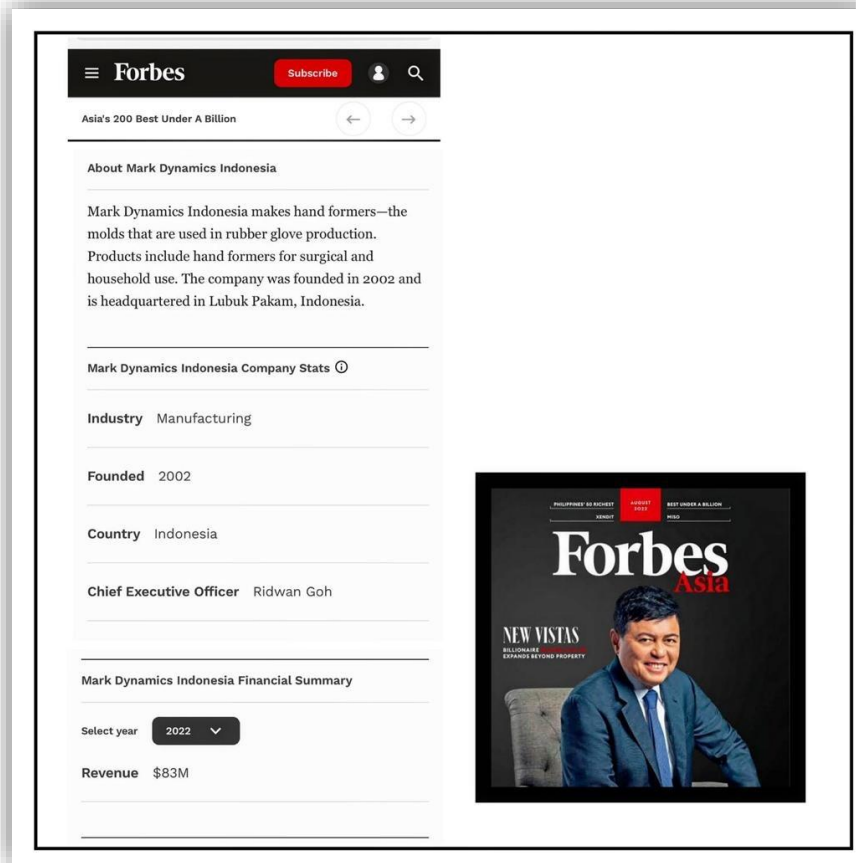 Forbes
Subscribe
Asia's 200 Best Under A Billion
About Mark Dynamics Indonesia
Mark Dynamics Indonesia makes hand formers—the
molds that are used in rubber glove production.
Products include hand formers for surgical and
household use. The company was founded in 2002 and
is headquartered in Lubuk Pakam, Indonesia.
Mark Dynamics Indonesia Company Stats
Industry Manufacturing
Founded 2002
Country Indonesia
Chief Executive Officer Ridwan Goh
Mark Dynamics Indonesia Financial Summary
Select year 2022
Revenue $83M
PHILIPPINES' 50 RICHEST
XENDIT
AUGUST
BEST UNDER A BILLION
MISO
Forbes
Asia
NEW VISTAS
BILLIONAIRE
EXPANDS BEYOND PROPERTY